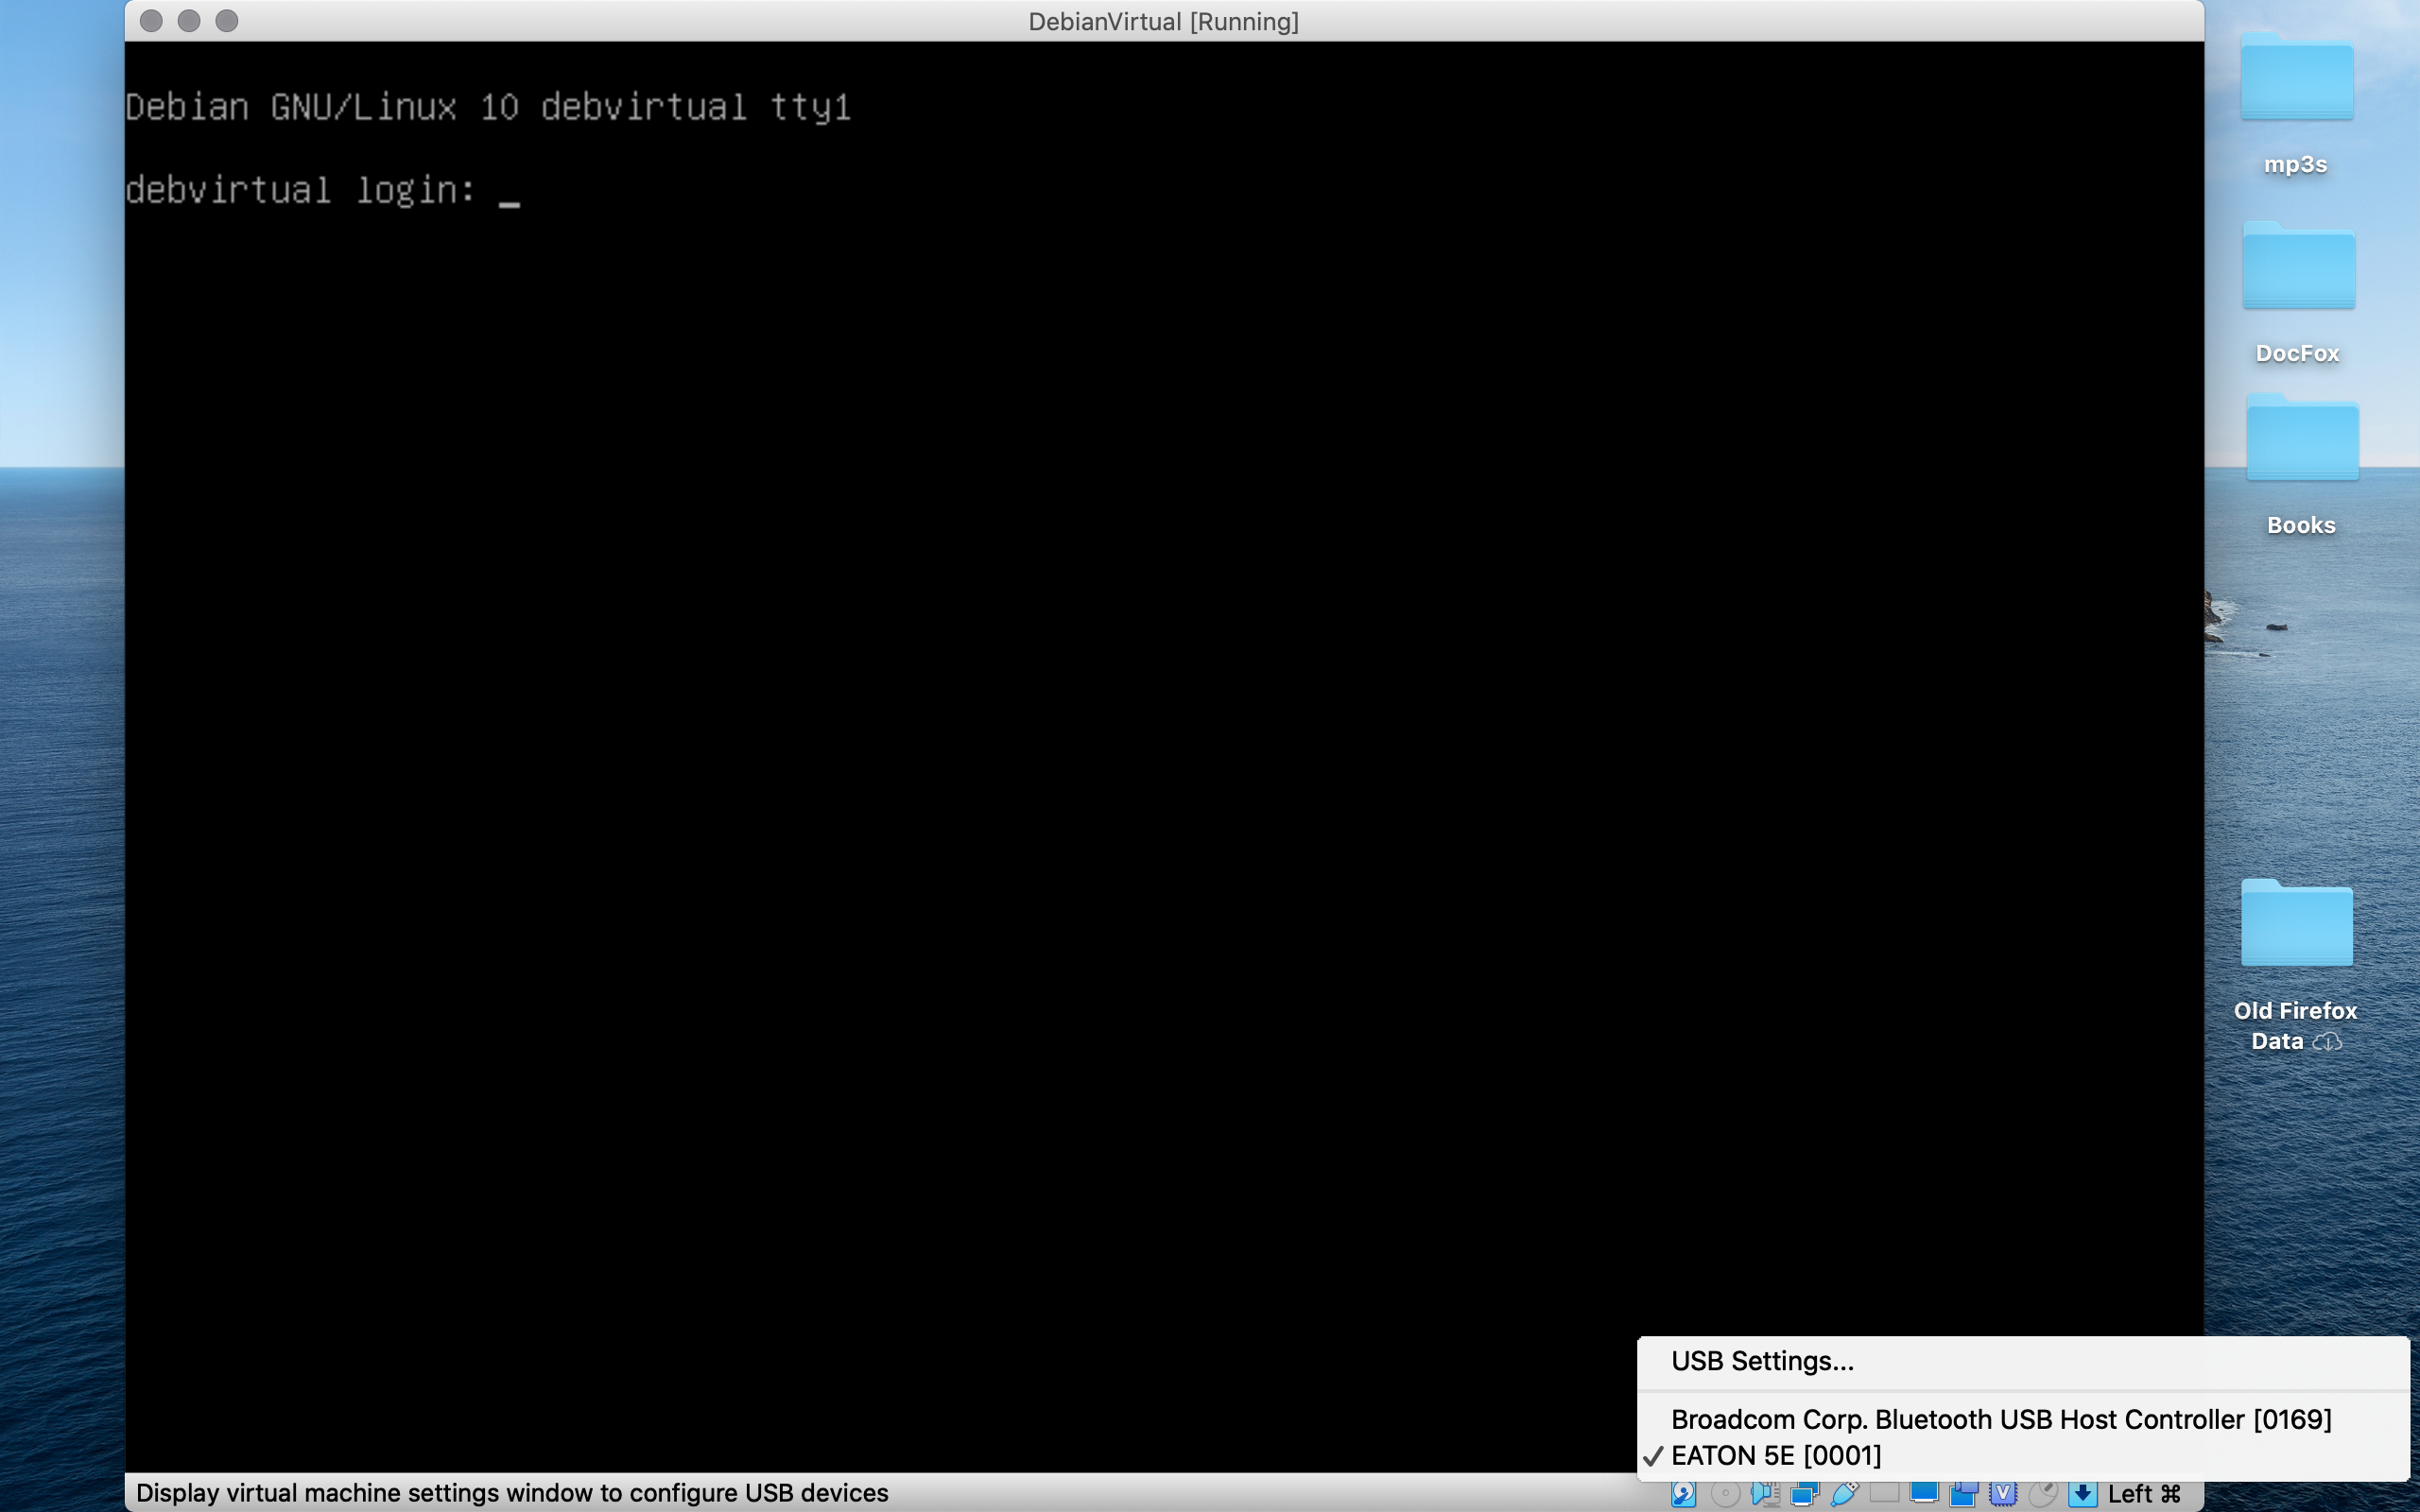 DebianVirtual [Running]
Debian GNU/Linux 10 debvirtual tty1
debvirtual login: _
mp3s
DocFox
Books
Old Firefox
Data
USB Settings...
Broadcom Corp. Bluetooth USB Host Controller [0169]
✓ EATON 5E [0001]
Display virtual machine settings window to configure USB devices
V
Left ⌘